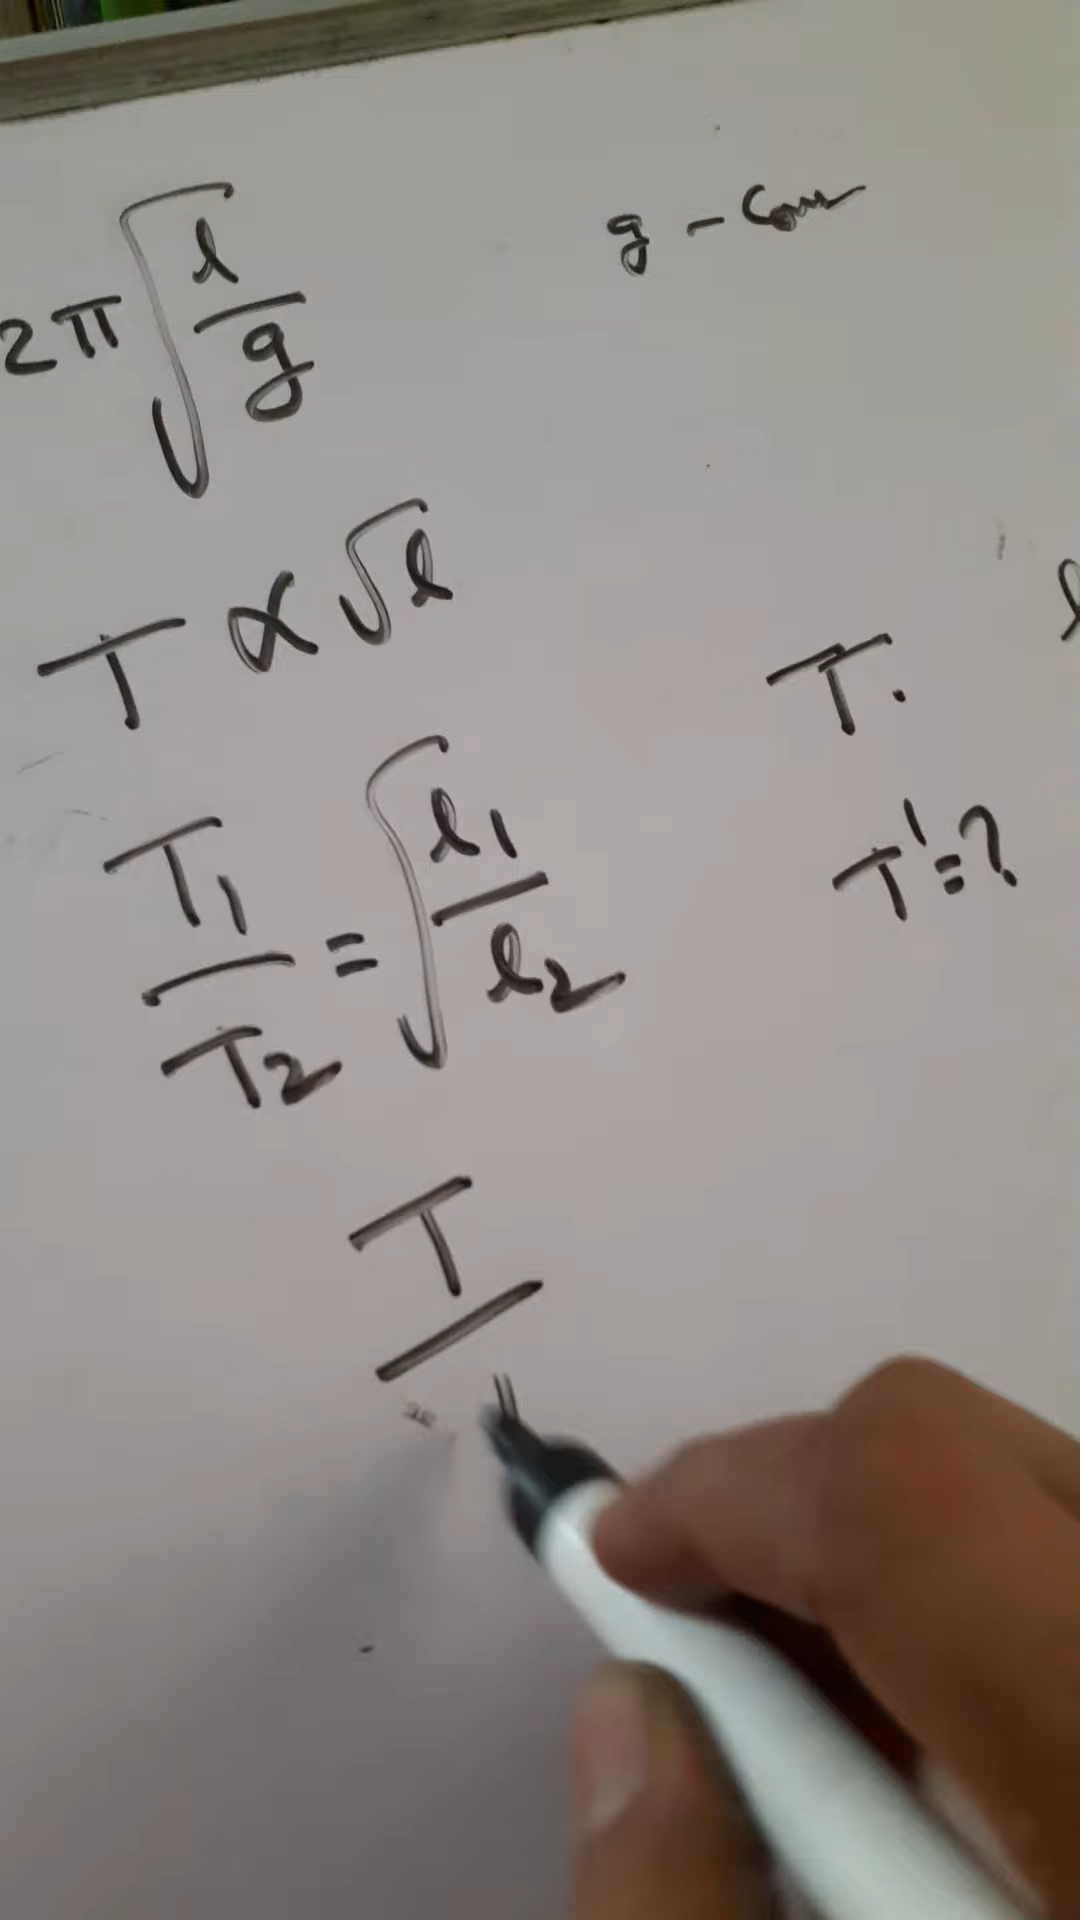 2π√(l/g)
g - Con
T ∝ √l
T. l
T₁/T₂ = √(l₁/l₂)
T' = ?
T